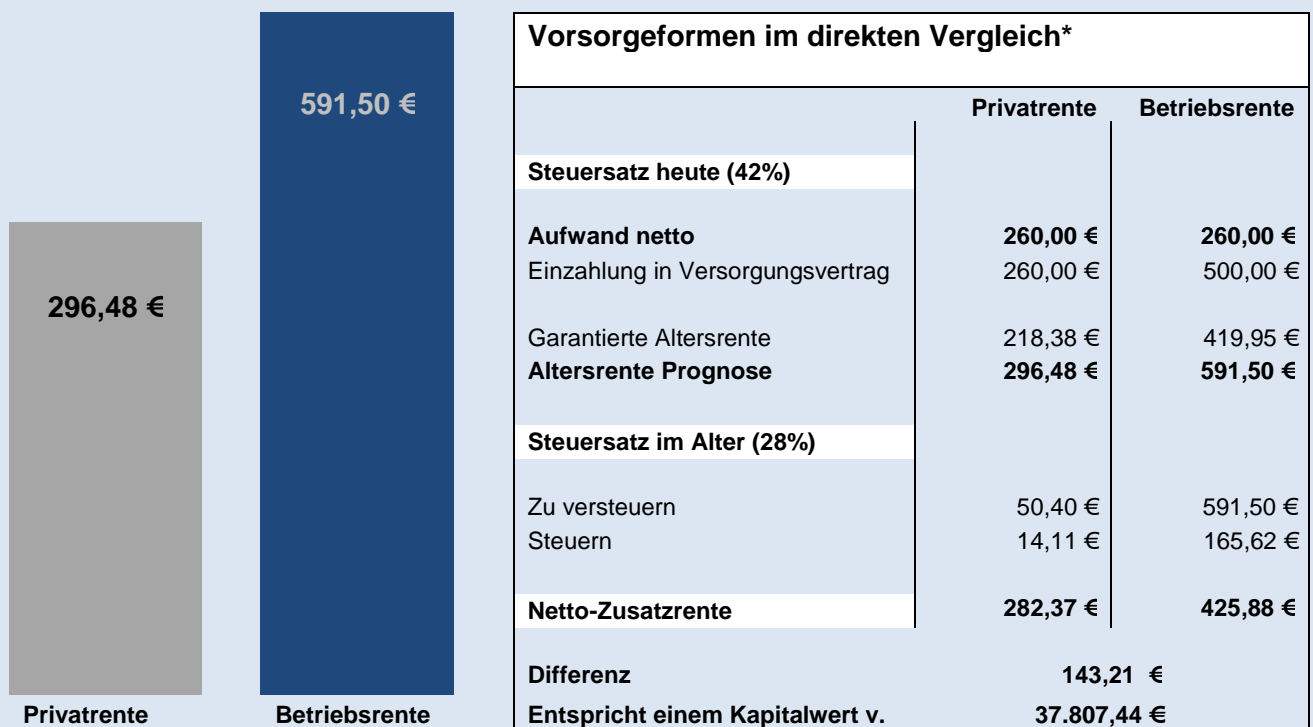 591,50 €
296,48 €
Privatrente Betriebsrente
Vorsorgeformen im direkten Vergleich*
Privatrente Betriebsrente
Steuersatz heute (42%)
Aufwand netto 260,00 € 260,00 €
Einzahlung in Versorgungsvertrag 260,00 € 500,00 €
Garantierte Altersrente 218,38 € 419,95 €
Altersrente Prognose 296,48 € 591,50 €
Steuersatz im Alter (28%)
Zu versteuern 50,40 € 591,50 €
Steuern 14,11 € 165,62 €
Netto-Zusatzrente 282,37 € 425,88 €
Differenz 143,21 €
Entspricht einem Kapitalwert v. 37.807,44 €